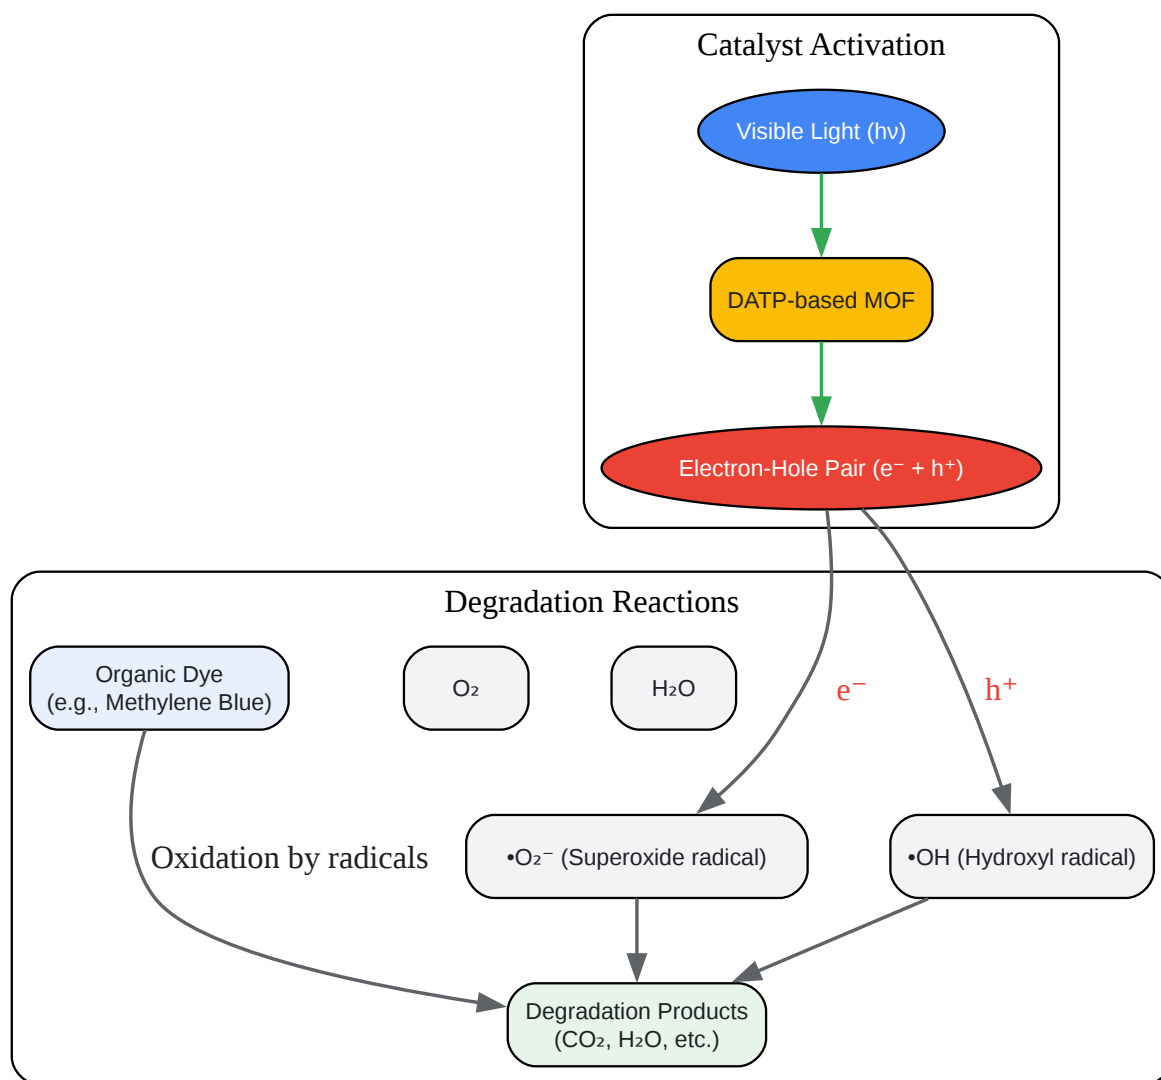 Catalyst Activation
Visible Light (hν)
DATP-based MOF
Electron-Hole Pair (e⁻ + h⁺)
Degradation Reactions
Organic Dye
(e.g., Methylene Blue)
O₂
H₂O
e⁻
h⁺
Oxidation by radicals
•O₂⁻ (Superoxide radical)
•OH (Hydroxyl radical)
Degradation Products
(CO₂, H₂O, etc.)